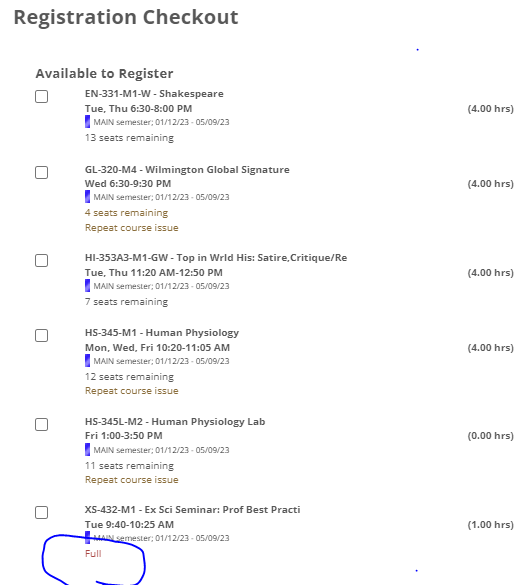 Registration Checkout
Available to Register
EN-331-M1-W - Shakespeare
Tue, Thu 6:30-8:00 PM
(4.00 hrs)
MAIN semester; 01/12/23 - 05/09/23
13 seats remaining
GL-320-M4 - Wilmington Global Signature
Wed 6:30-9:30 PM
(4.00 hrs)
MAIN semester; 01/12/23 - 05/09/23
4 seats remaining
Repeat course issue
HI-353A3-M1-GW - Top in Wrld His: Satire,Critique/Re
Tue, Thu 11:20 AM-12:50 PM
(4.00 hrs)
MAIN semester; 01/12/23 - 05/09/23
7 seats remaining
HS-345-M1 - Human Physiology
Mon, Wed, Fri 10:20-11:05 AM
(4.00 hrs)
MAIN semester; 01/12/23 - 05/09/23
12 seats remaining
Repeat course issue
HS-345L-M2 - Human Physiology Lab
Fri 1:00-3:50 PM
(0.00 hrs)
MAIN semester; 01/12/23 - 05/09/23
11 seats remaining
Repeat course issue
XS-432-M1 - Ex Sci Seminar: Prof Best Practi
Tue 9:40-10:25 AM
(1.00 hrs)
MAIN semester; 01/12/23 - 05/09/23
Full